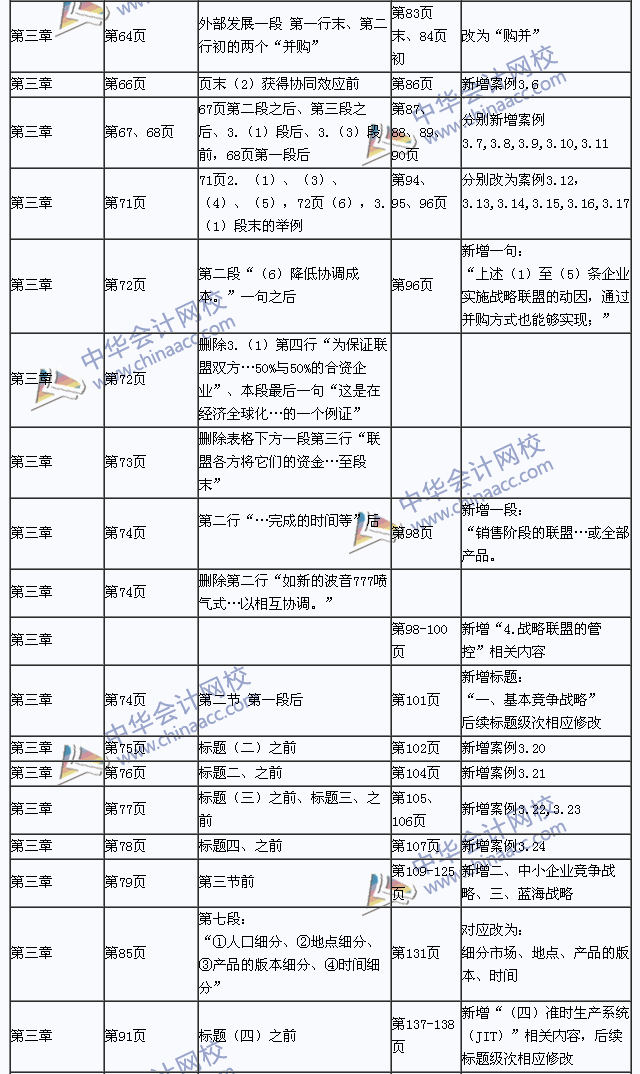 第三章 第64页 外部发展一段 第一行末、第二行初的两个“并购” 第83页末、84页初 改为“购并”
第三章 第66页 页末（2）获得协同效应前 第86页 新增案例3.6
第三章 第67、68页 67页第二段之后、第三段之后、3.（1）段后、3.（3）段前，68页第一段后 第87、88、89、90页 分别新增案例3.7,3.8,3.9,3.10,3.11
第三章 第71页 71页2.（1）、（3）、（4）、（5），72页（6），3.（1）段末的举例 第94、95、96页 分别改为案例3.12，3.13,3.14,3.15,3.16,3.17
第三章 第72页 第二段“（6）降低协调成本。”一句之后 第96页 新增一句：“上述（1）至（5）条企业实施战略联盟的动因，通过并购方式也能够实现；”
第三章 第72页 删除3.（1）第四行“为保证联盟双方…50%与50%的合资企业”、本段最后一句“这是在经济全球化…的一个例证”
第三章 第73页 删除表格下方一段第三行“联盟各方将它们的资金…至段末”
第三章 第74页 第二行“…完成的时间等”后 第98页 新增一段：“销售阶段的联盟…或全部产品。
第三章 第74页 删除第二行“如新的波音777喷气式…以相互协调。”
第三章 第98-100页 新增“4.战略联盟的管控”相关内容
第三章 第74页 第二节 第一段后 第101页 新增标题：“一、基本竞争战略”后续标题级次相应修改
第三章 第75页 标题（二）之前 第102页 新增案例3.20
第三章 第76页 标题二、之前 第104页 新增案例3.21
第三章 第77页 标题（三）之前、标题三、之前 第105、106页 新增案例3.22,3.23
第三章 第78页 标题四、之前 第107页 新增案例3.24
第三章 第79页 第三节前 第109-125页 新增二、中小企业竞争战略、三、蓝海战略
第三章 第85页 第七段：“①人口细分、②地点细分、③产品的版本细分、④时间细分” 第131页 对应改为：细分市场、地点、产品的版本、时间
第三章 第91页 标题（四）之前 第137-138页 新增“（四）准时生产系统（JIT）”相关内容，后续标题级次相应修改
中华会计网校
www.chinaacc.com